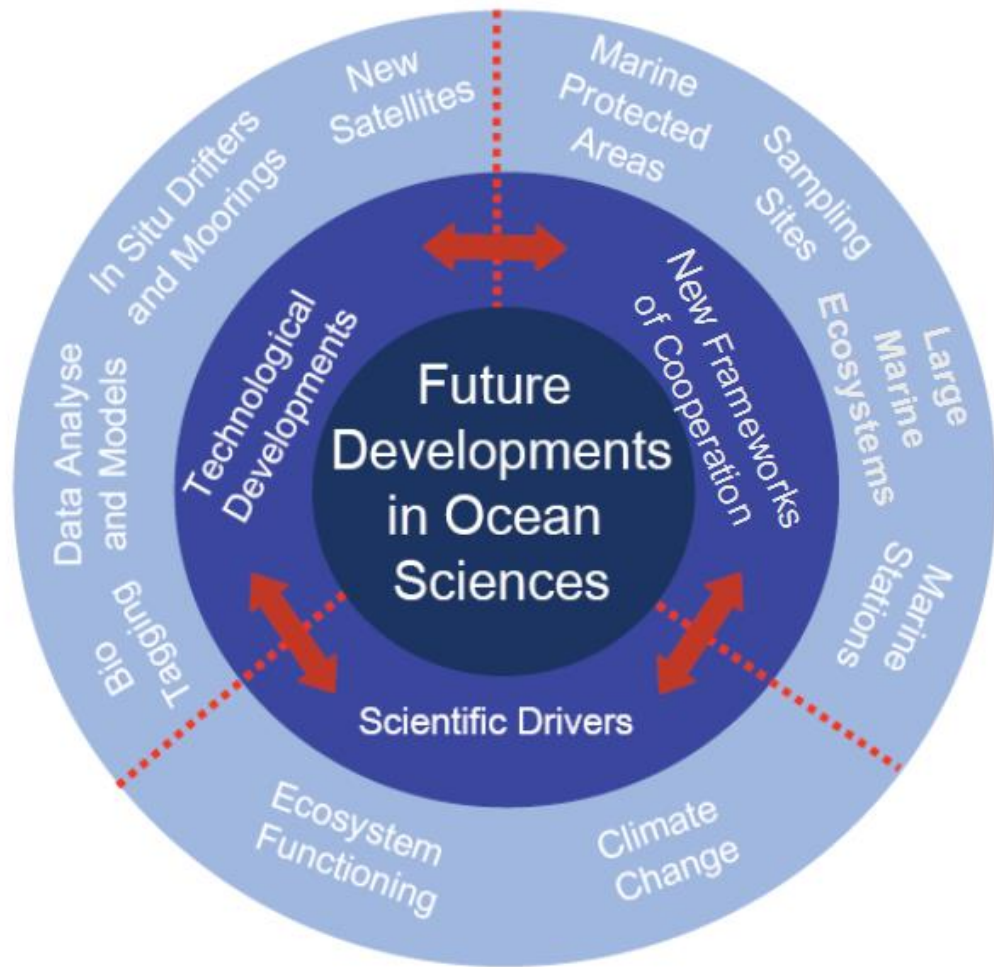 Future
Developments
in Ocean
Sciences
Technological
Developments
New Frameworks
of Cooperation
Scientific Drivers
New
Satellites
In Situ Drifters
and Moorings
Data Analyse
and Models
Bio
Tagging
Marine
Protected
Areas
Sampling
Sites
Large
Marine
Ecosystems
Marine
Stations
Ecosystem
Functioning
Climate
Change